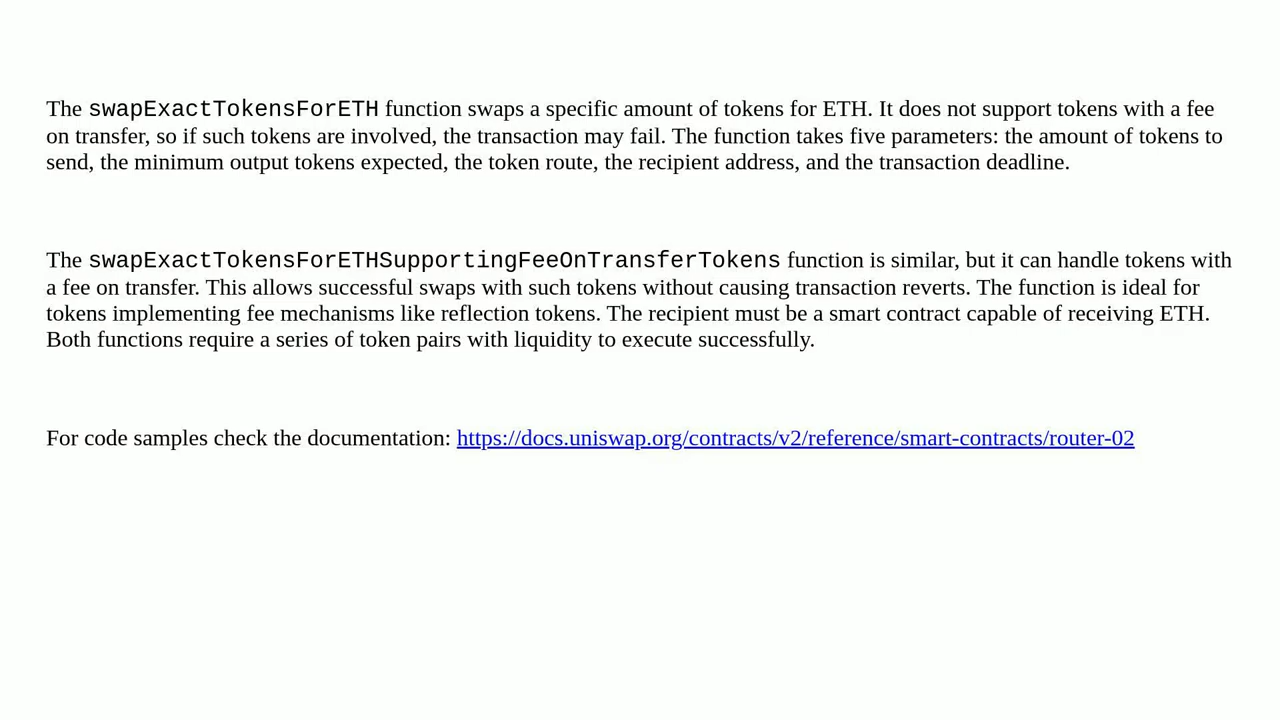 The swapExactTokensForETH function swaps a specific amount of tokens for ETH. It does not support tokens with a fee
on transfer, so if such tokens are involved, the transaction may fail. The function takes five parameters: the amount of tokens to
send, the minimum output tokens expected, the token route, the recipient address, and the transaction deadline.
The swapExactTokensForETHSupportingFeeOnTransferTokens function is similar, but it can handle tokens with
a fee on transfer. This allows successful swaps with such tokens without causing transaction reverts. The function is ideal for
tokens implementing fee mechanisms like reflection tokens. The recipient must be a smart contract capable of receiving ETH.
Both functions require a series of token pairs with liquidity to execute successfully.
For code samples check the documentation: https://docs.uniswap.org/contracts/v2/reference/smart-contracts/router-02